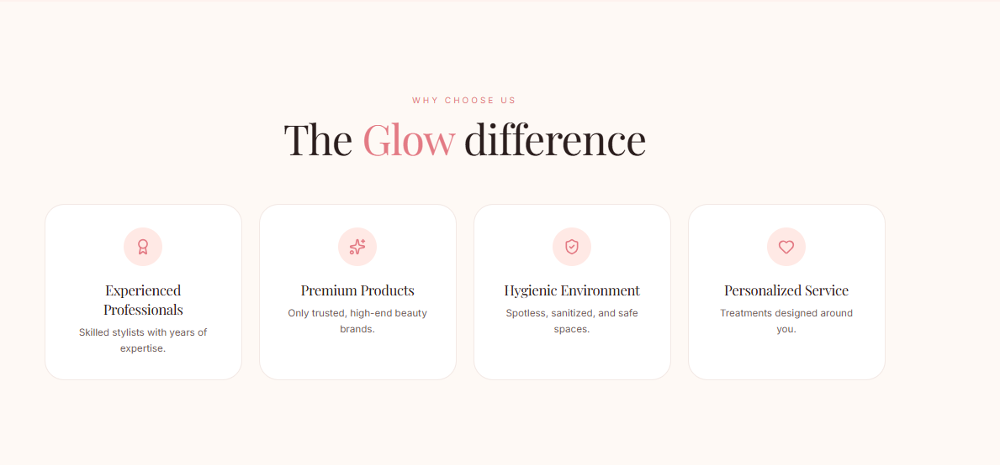 WHY CHOOSE US
The Glow difference
Experienced
Professionals
Skilled stylists with years of
expertise.
Premium Products
Only trusted, high-end beauty
brands.
Hygienic Environment
Spotless, sanitized, and safe
spaces.
Personalized Service
Treatments designed around
you.